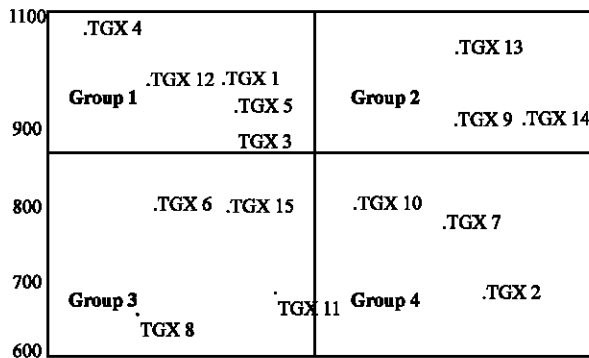 1100
.TGX 4
.TGX 13
.TGX 12 .TGX 1
Group 1
Group 2
.TGX 5
.TGX 9 .TGX 14
900
TGX 3
800
.TGX 6 .TGX 15
.TGX 10
.TGX 7
700
Group 3
.TGX 11
Group 4
.TGX 2
.TGX 8
600